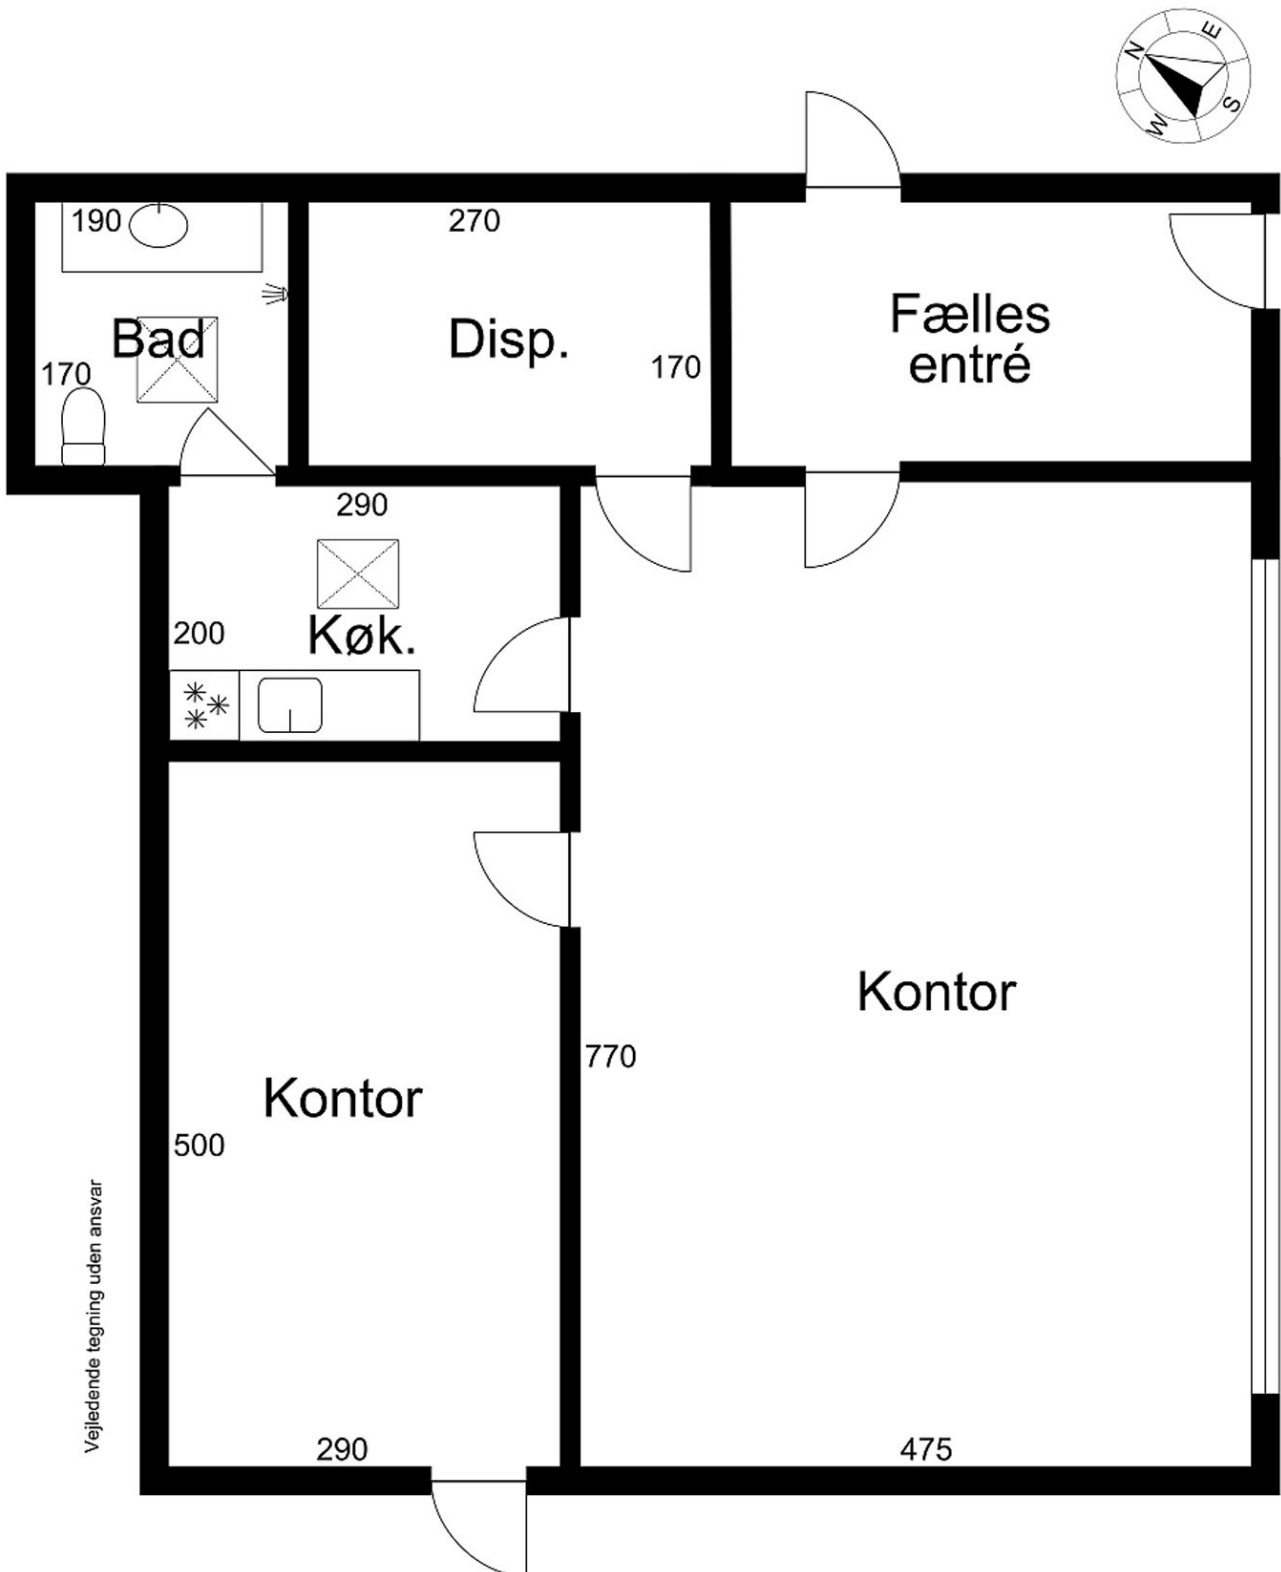 N
E
S
W
190
270
Bad
Disp.
Fælles
entré
170
170
290
200
Køk.
Kontor
770
Kontor
500
290
475
Vejledende tegning uden ansvar